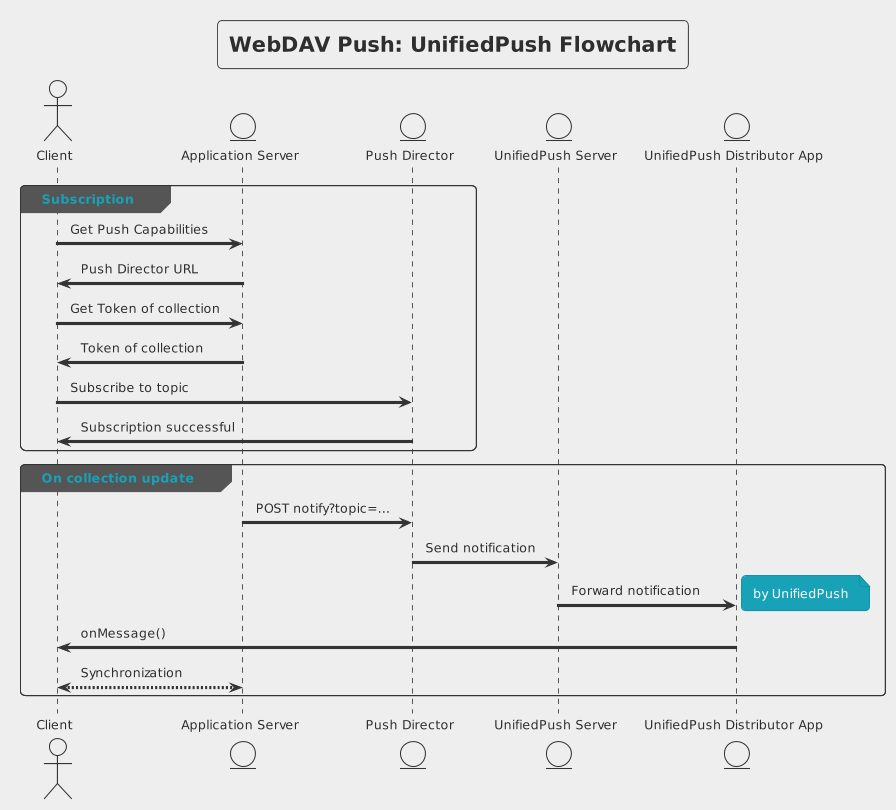 WebDAV Push: UnifiedPush Flowchart
Client
Application Server
Push Director
UnifiedPush Server
UnifiedPush Distributor App
Subscription
Get Push Capabilities
Push Director URL
Get Token of collection
Token of collection
Subscribe to topic
Subscription successful
On collection update
POST notify?topic=...
Send notification
Forward notification
by UnifiedPush
onMessage()
Synchronization
Client
Application Server
Push Director
UnifiedPush Server
UnifiedPush Distributor App